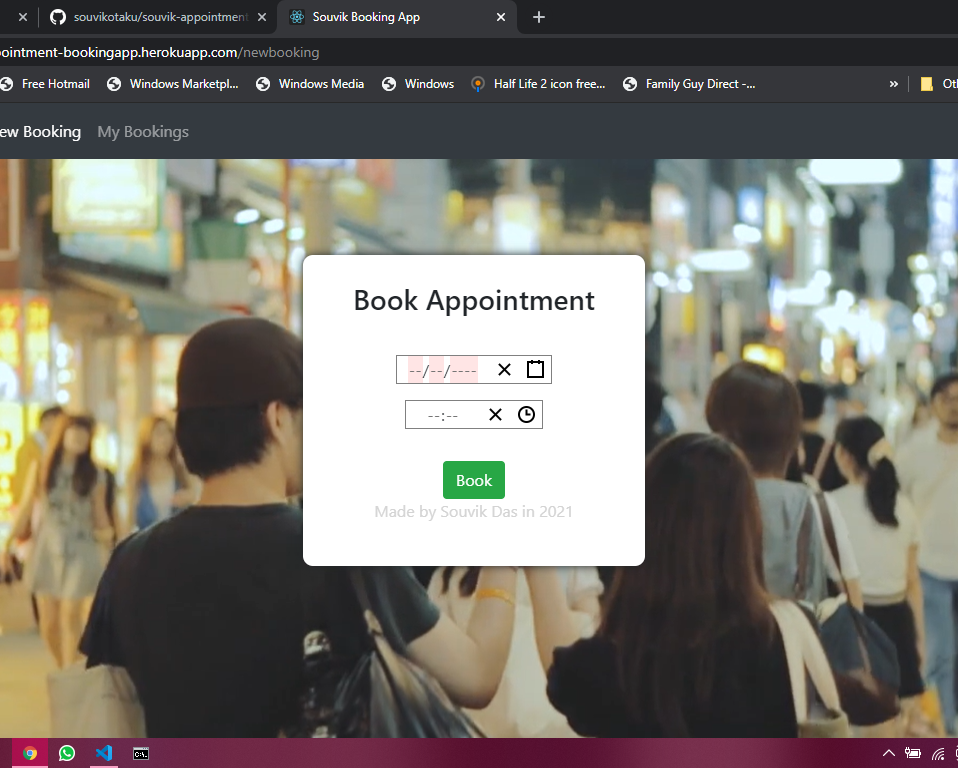 souvikotaku/souvik-appointment
Souvik Booking App
ointment-bookingapp.herokuapp.com/newbooking
Free Hotmail
Windows Marketpl...
Windows Media
Windows
Half Life 2 icon free...
Family Guy Direct -...
»
Ot
ew Booking
My Bookings
Book Appointment
--/--/----
--:--
Book
Made by Souvik Das in 2021